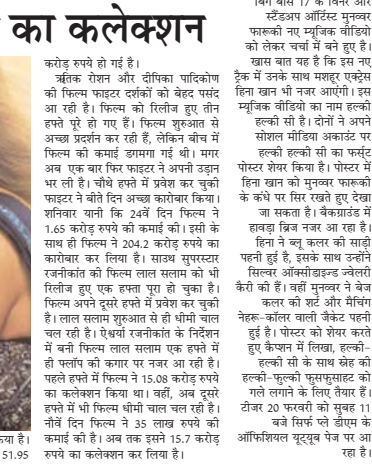 का कलेक्शन
करोड़ रुपये हो गई है।
ऋतिक रोशन और दीपिका पादिकोण
की फिल्म फाइटर दर्शकों को बेहद पसंद
आ रही है। फिल्म को रिलीज हुए तीन
हफ्ते पूरे हो गए हैं। फिल्म शुरुआत से
अच्छा प्रदर्शन कर रही हैं, लेकिन बीच में
फिल्म की कमाई डगमगा गई थी। मगर
अब एक बार फिर फाइटर ने अपनी उड़ान
भर ली है। चौथे हफ्ते में प्रवेश कर चुकी
फाइटर ने बीते दिन अच्छा कारोबार किया।
शनिवार यानी कि 24वें दिन फिल्म ने
1.65 करोड़ रुपये की कमाई की। इसी के
साथ ही फिल्म ने 204.2 करोड़ रुपये का
कारोबार कर लिया है। साउथ सुपरस्टार
रजनीकांत की फिल्म लाल सलाम को भी
रिलीज हुए एक हफ्ता पूरा हो चुका है।
फिल्म अपने दूसरे हफ्ते में प्रवेश कर चुकी
है। लाल सलाम शुरुआत से ही धीमी चाल
चल रही है। ऐश्वर्या रजनीकांत के निर्देशन
में बनी फिल्म लाल सलाम एक हफ्ते में
ही फ्लॉप की कगार पर नजर आ रही है।
पहले हफ्ते में फिल्म ने 15.08 करोड़ रुपये
का कलेक्शन किया था। वहीं, अब दूसरे
हफ्ते में भी फिल्म धीमी चाल चल रही है।
नौवें दिन फिल्म ने 35 लाख रुपये की
कमाई की है। अब तक इसने 15.7 करोड़
रुपये का कलेक्शन कर लिया है।
किया है।
51.95
बिग बॉस 17 के विनर और
स्टैंडअप ऑर्टिस्ट मुनव्वर
फारूकी नए म्यूजिक वीडियो
को लेकर चर्चा में बने हुए है।
खास बात यह है कि इस नए
ट्रैक में उनके साथ मशहूर एक्ट्रेस
हिना खान भी नजर आएंगी। इस
म्यूजिक वीडियो का नाम हल्की
हल्की सी है। दोनों ने अपने
सोशल मीडिया अकाउंट पर
हल्की हल्की सी का फर्स्ट
पोस्टर शेयर किया है। पोस्टर में
हिना खान को मुनव्वर फारूकी
के कंधे पर सिर रखते हुए देखा
जा सकता है। बैकग्राउंड में
हावड़ा ब्रिज नजर आ रहा है।
हिना ने ब्लू कलर की साड़ी
पहनी हुई है, इसके साथ उन्होंने
सिल्वर ऑक्सीडाइज्ड ज्वेलरी
कैरी की हैं। वहीं मुनव्वर ने बेज
कलर की शर्ट और मैचिंग
नेहरू-कॉलर वाली जैकेट पहनी
हुई है। पोस्टर को शेयर करते
हुए कैप्शन में लिखा, हल्की-
हल्की सी के साथ स्नेह की
हल्की-फुल्की फुसफुसाहट को
गले लगाने के लिए तैयार हैं।
टीजर 20 फरवरी को सुबह 11
बजे सिर्फ प्ले डीएम के
ऑफिशियल यूट्यूब पेज पर आ
रहा है।